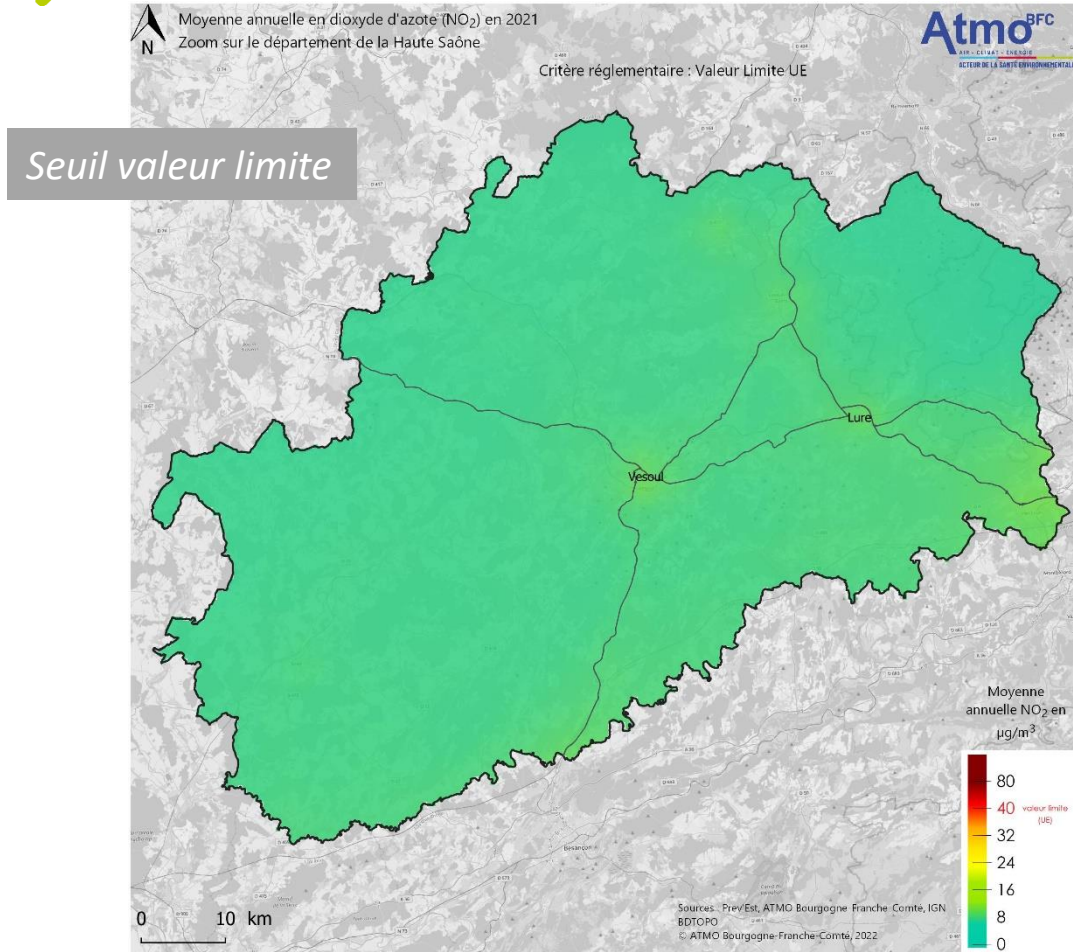 Moyenne annuelle en dioxyde d'azote (NO₂) en 2021
Zoom sur le département de la Haute Saône
N
Atmo BFC
AIR - CLIMAT - ENERGIE
ACTEUR DE LA SANTÉ ENVIRONNEMENTALE
Critère réglementaire : Valeur Limite UE
Seuil valeur limite
Lure
Vesoul
Besançon
Moyenne
annuelle NO₂ en
µg/m³
80
40 valeur limite
(UE)
32
24
16
8
0
0 10 km
Sources : Prev'Est, ATMO Bourgogne Franche-Comté, IGN
BDTOPO
© ATMO Bourgogne-Franche-Comté, 2022